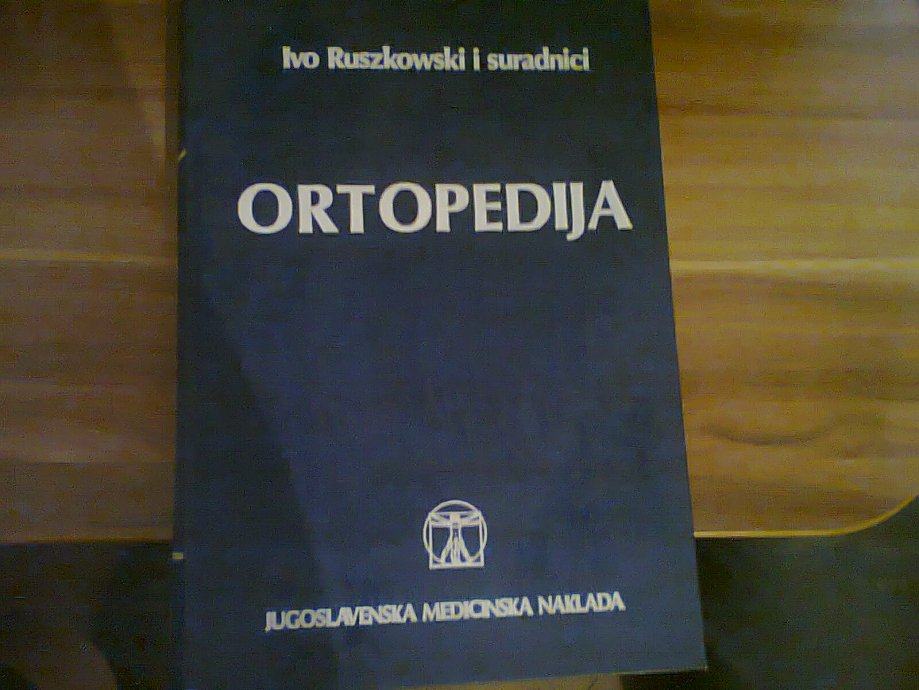 Ivo Ruszkowski i suradnici
ORTOPEDIJA
JUGOSLAVENSKA MEDICINSKA NAKLADA